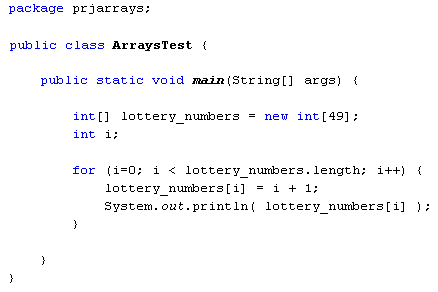 package prjarrays;
public class ArraysTest {
public static void main(String[] args) {
int[] lottery_numbers = new int[49];
int i;
for (i=0; i < lottery_numbers.length; i++) {
lottery_numbers[i] = i + 1;
System.out.println( lottery_numbers[i] );
}
}
}